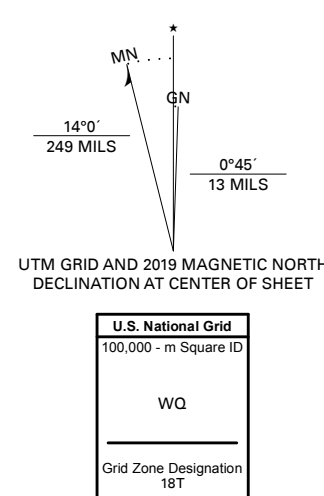 ★
MN
GN
14°0´
249 MILS
0°45´
13 MILS
UTM GRID AND 2019 MAGNETIC NORTH
DECLINATION AT CENTER OF SHEET
U.S. National Grid
100,000 - m Square ID
WQ
Grid Zone Designation
18T